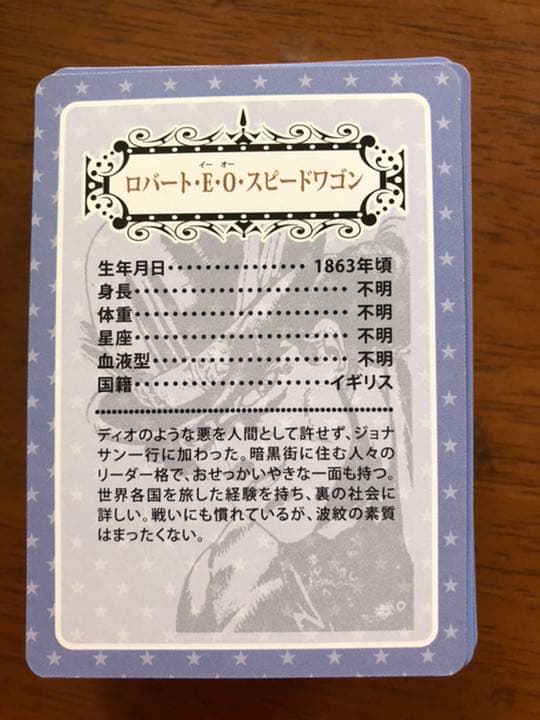 イー オー
ロバート・E・O・スピードワゴン
生年月日・・・・・・・・・・・・・・・1863年頃
身長・・・・・・・・・・・・・・・・・・・・・・不明
体重・・・・・・・・・・・・・・・・・・・・・・不明
星座・・・・・・・・・・・・・・・・・・・・・・不明
血液型・・・・・・・・・・・・・・・・・・・・不明
国籍・・・・・・・・・・・・・・・・・・・・イギリス
ディオのような悪を人間として許せず、ジョナ
サン一行に加わった。暗黒街に住む人々の
リーダー格で、おせっかいやきな一面も持つ。
世界各国を旅した経験を持ち、裏の社会に
詳しい。戦いにも慣れているが、波紋の素質
はまったくない。